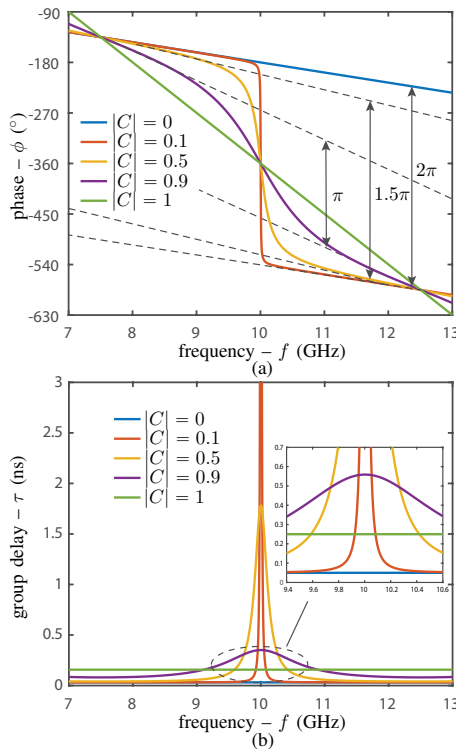 -90
-180
-270
-360
-450
-540
-630
phase – ϕ (°)
|C| = 0
|C| = 0.1
|C| = 0.5
|C| = 0.9
|C| = 1
π
1.5π
2π
7 8 9 10 11 12 13
frequency – f (GHz)
(a)
3
2.5
2
1.5
1
0.5
0
group delay – τ (ns)
|C| = 0
|C| = 0.1
|C| = 0.5
|C| = 0.9
|C| = 1
0.7
0.6
0.5
0.4
0.3
0.2
0.1
0
9.4 9.6 9.8 10 10.2 10.4 10.6
7 8 9 10 11 12 13
frequency – f (GHz)
(b)